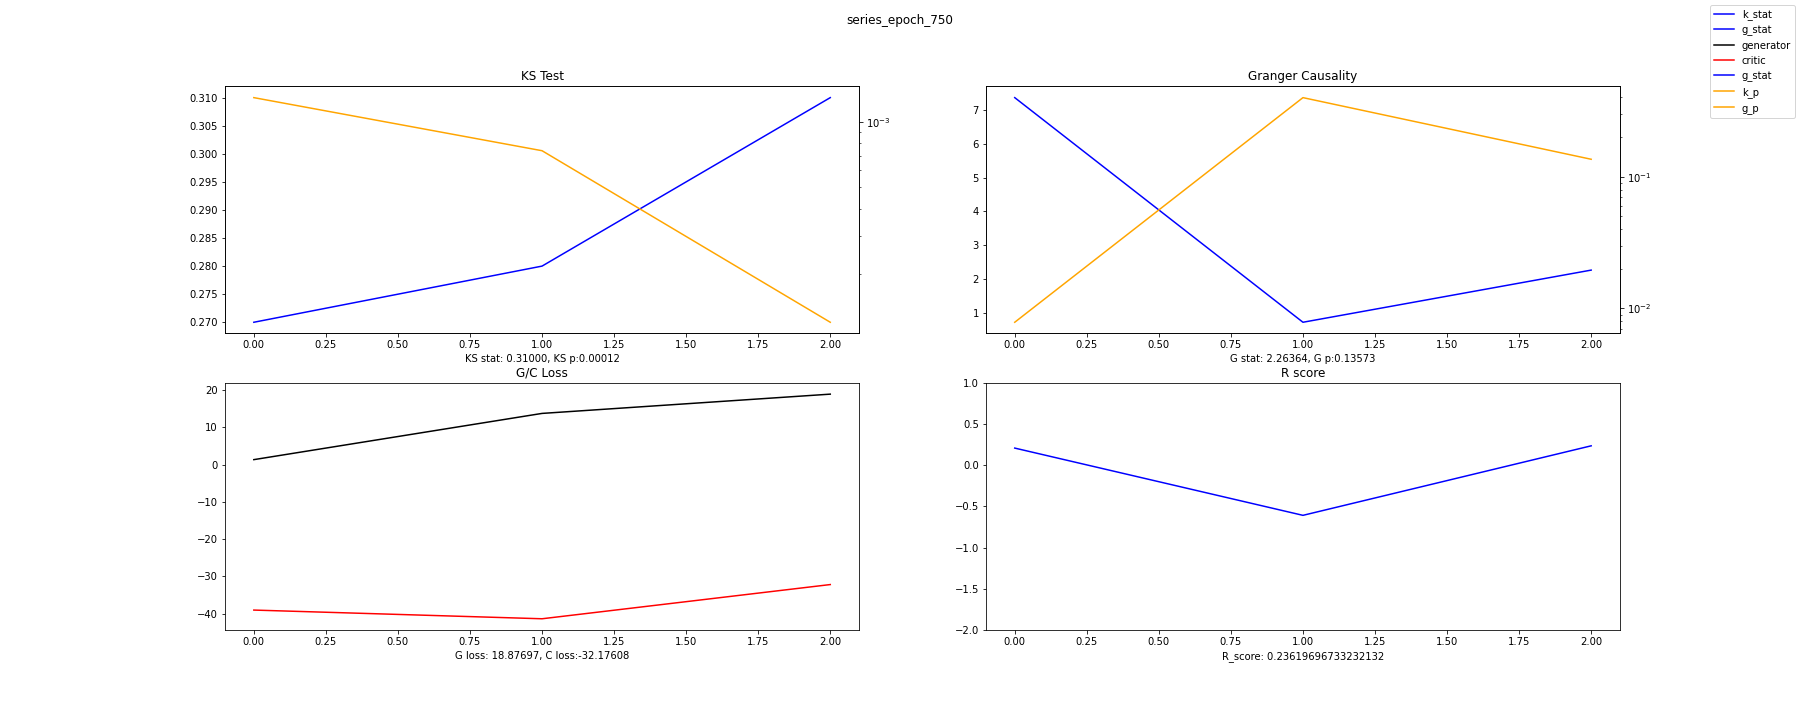 series_epoch_750
k_stat
g_stat
generator
critic
g_stat
k_p
g_p
KS Test
0.310
0.305
0.300
0.295
0.290
0.285
0.280
0.275
0.270
10⁻³
0.00 0.25 0.50 0.75 1.00 1.25 1.50 1.75 2.00
KS stat: 0.31000, KS p:0.00012
Granger Causality
7
6
5
4
3
2
1
10⁻¹
10⁻²
0.00 0.25 0.50 0.75 1.00 1.25 1.50 1.75 2.00
G stat: 2.26364, G p:0.13573
G/C Loss
20
10
0
−10
−20
−30
−40
0.00 0.25 0.50 0.75 1.00 1.25 1.50 1.75 2.00
G loss: 18.87697, C loss:-32.17608
R score
1.0
0.5
0.0
−0.5
−1.0
−1.5
−2.0
0.00 0.25 0.50 0.75 1.00 1.25 1.50 1.75 2.00
R_score: 0.23619696733232132